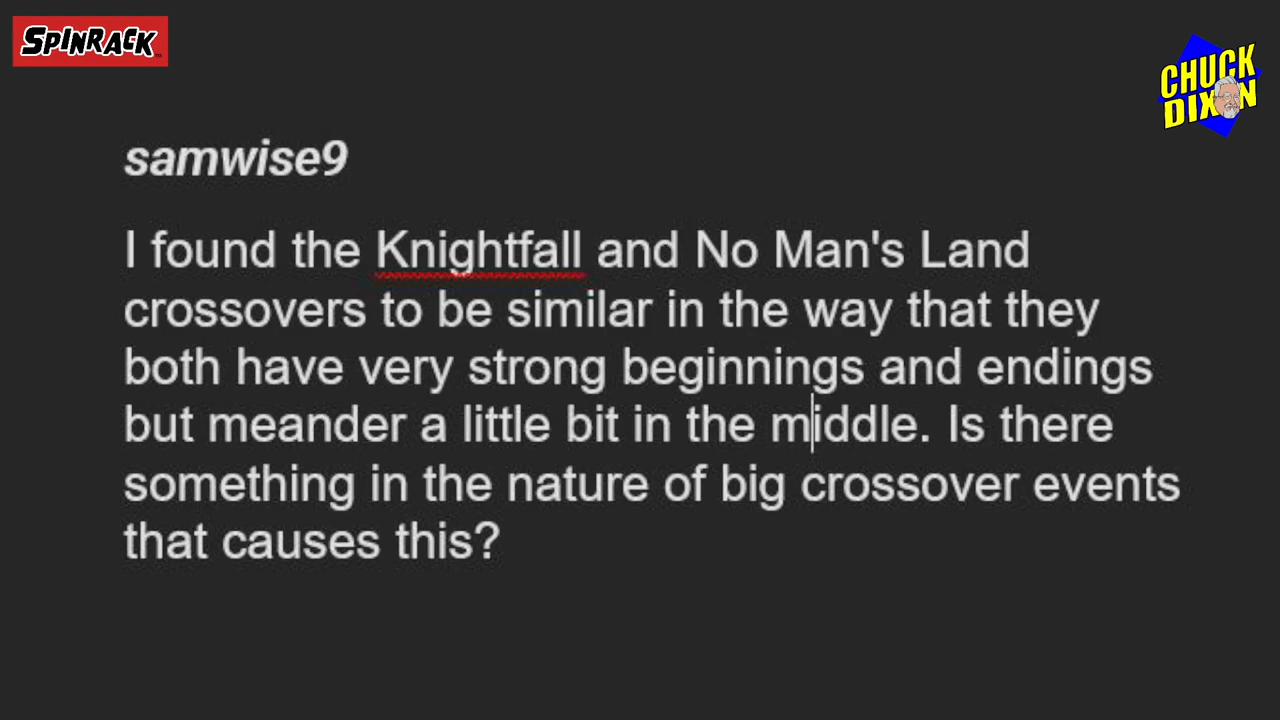 SPINRACK
CHUCK
DIXON
samwise9
I found the Knightfall and No Man's Land
crossovers to be similar in the way that they
both have very strong beginnings and endings
but meander a little bit in the middle. Is there
something in the nature of big crossover events
that causes this?